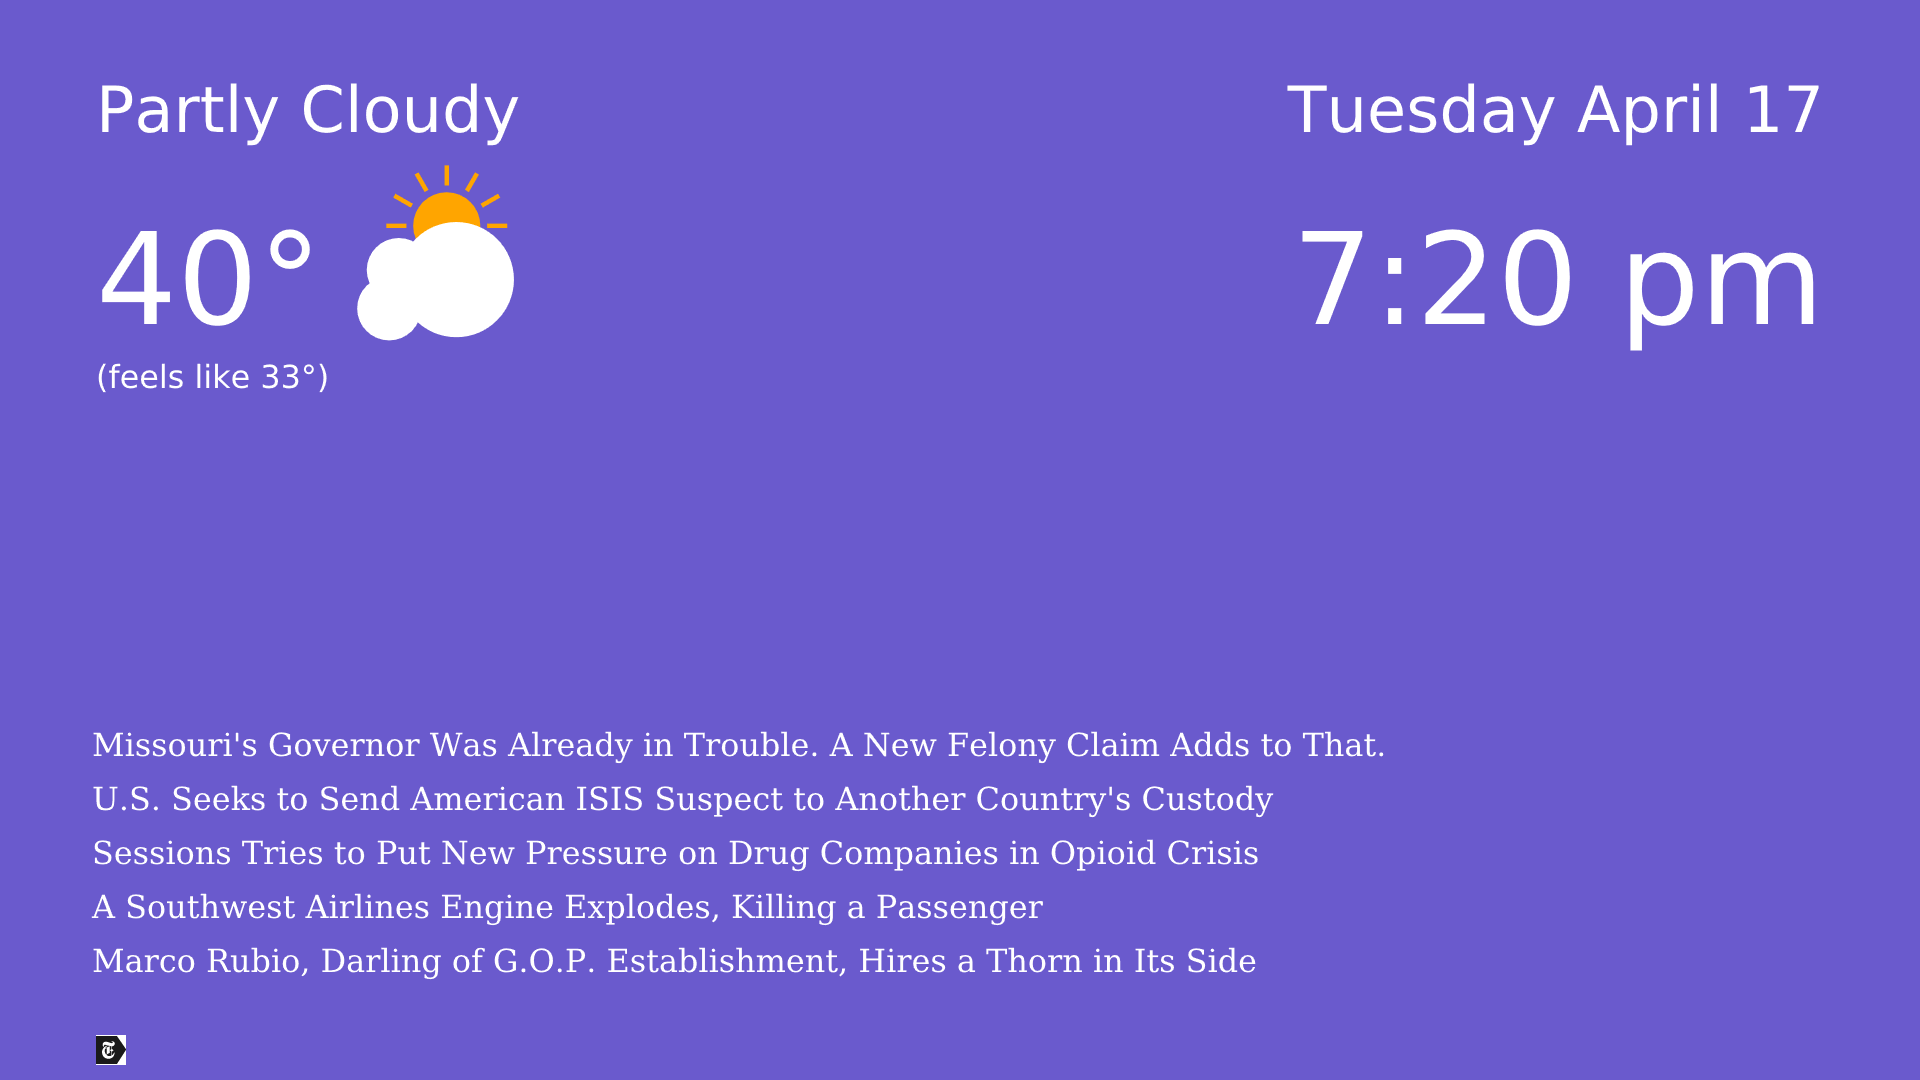 Partly Cloudy
Tuesday April 17
40°
7:20 pm
(feels like 33°)
Missouri's Governor Was Already in Trouble. A New Felony Claim Adds to That.
U.S. Seeks to Send American ISIS Suspect to Another Country's Custody
Sessions Tries to Put New Pressure on Drug Companies in Opioid Crisis
A Southwest Airlines Engine Explodes, Killing a Passenger
Marco Rubio, Darling of G.O.P. Establishment, Hires a Thorn in Its Side
T